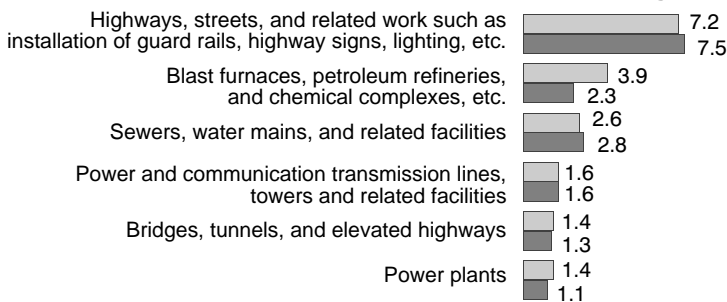 Highways, streets, and related work such as
installation of guard rails, highway signs, lighting, etc.
7.2
7.5
Blast furnaces, petroleum refineries,
and chemical complexes, etc.
3.9
2.3
Sewers, water mains, and related facilities
2.6
2.8
Power and communication transmission lines,
towers and related facilities
1.6
1.6
Bridges, tunnels, and elevated highways
1.4
1.3
Power plants
1.4
1.1